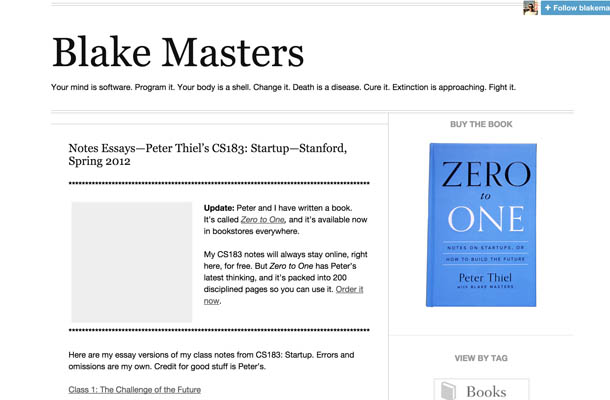 + Follow blakema
Blake Masters
Your mind is software. Program it. Your body is a shell. Change it. Death is a disease. Cure it. Extinction is approaching. Fight it.
Notes Essays—Peter Thiel's CS183: Startup—Stanford,
Spring 2012
Update: Peter and I have written a book.
It's called Zero to One, and it's available now
in bookstores everywhere.
My CS183 notes will always stay online, right
here, for free. But Zero to One has Peter's
latest thinking, and it's packed into 200
disciplined pages so you can use it. Order it
now.
Here are my essay versions of my class notes from CS183: Startup. Errors and
omissions are my own. Credit for good stuff is Peter's.
Class 1: The Challenge of the Future
BUY THE BOOK
ZERO
to
ONE
NOTES ON STARTUPS, OR
HOW TO BUILD THE FUTURE
Peter Thiel
WITH BLAKE MASTERS
VIEW BY TAG
Books